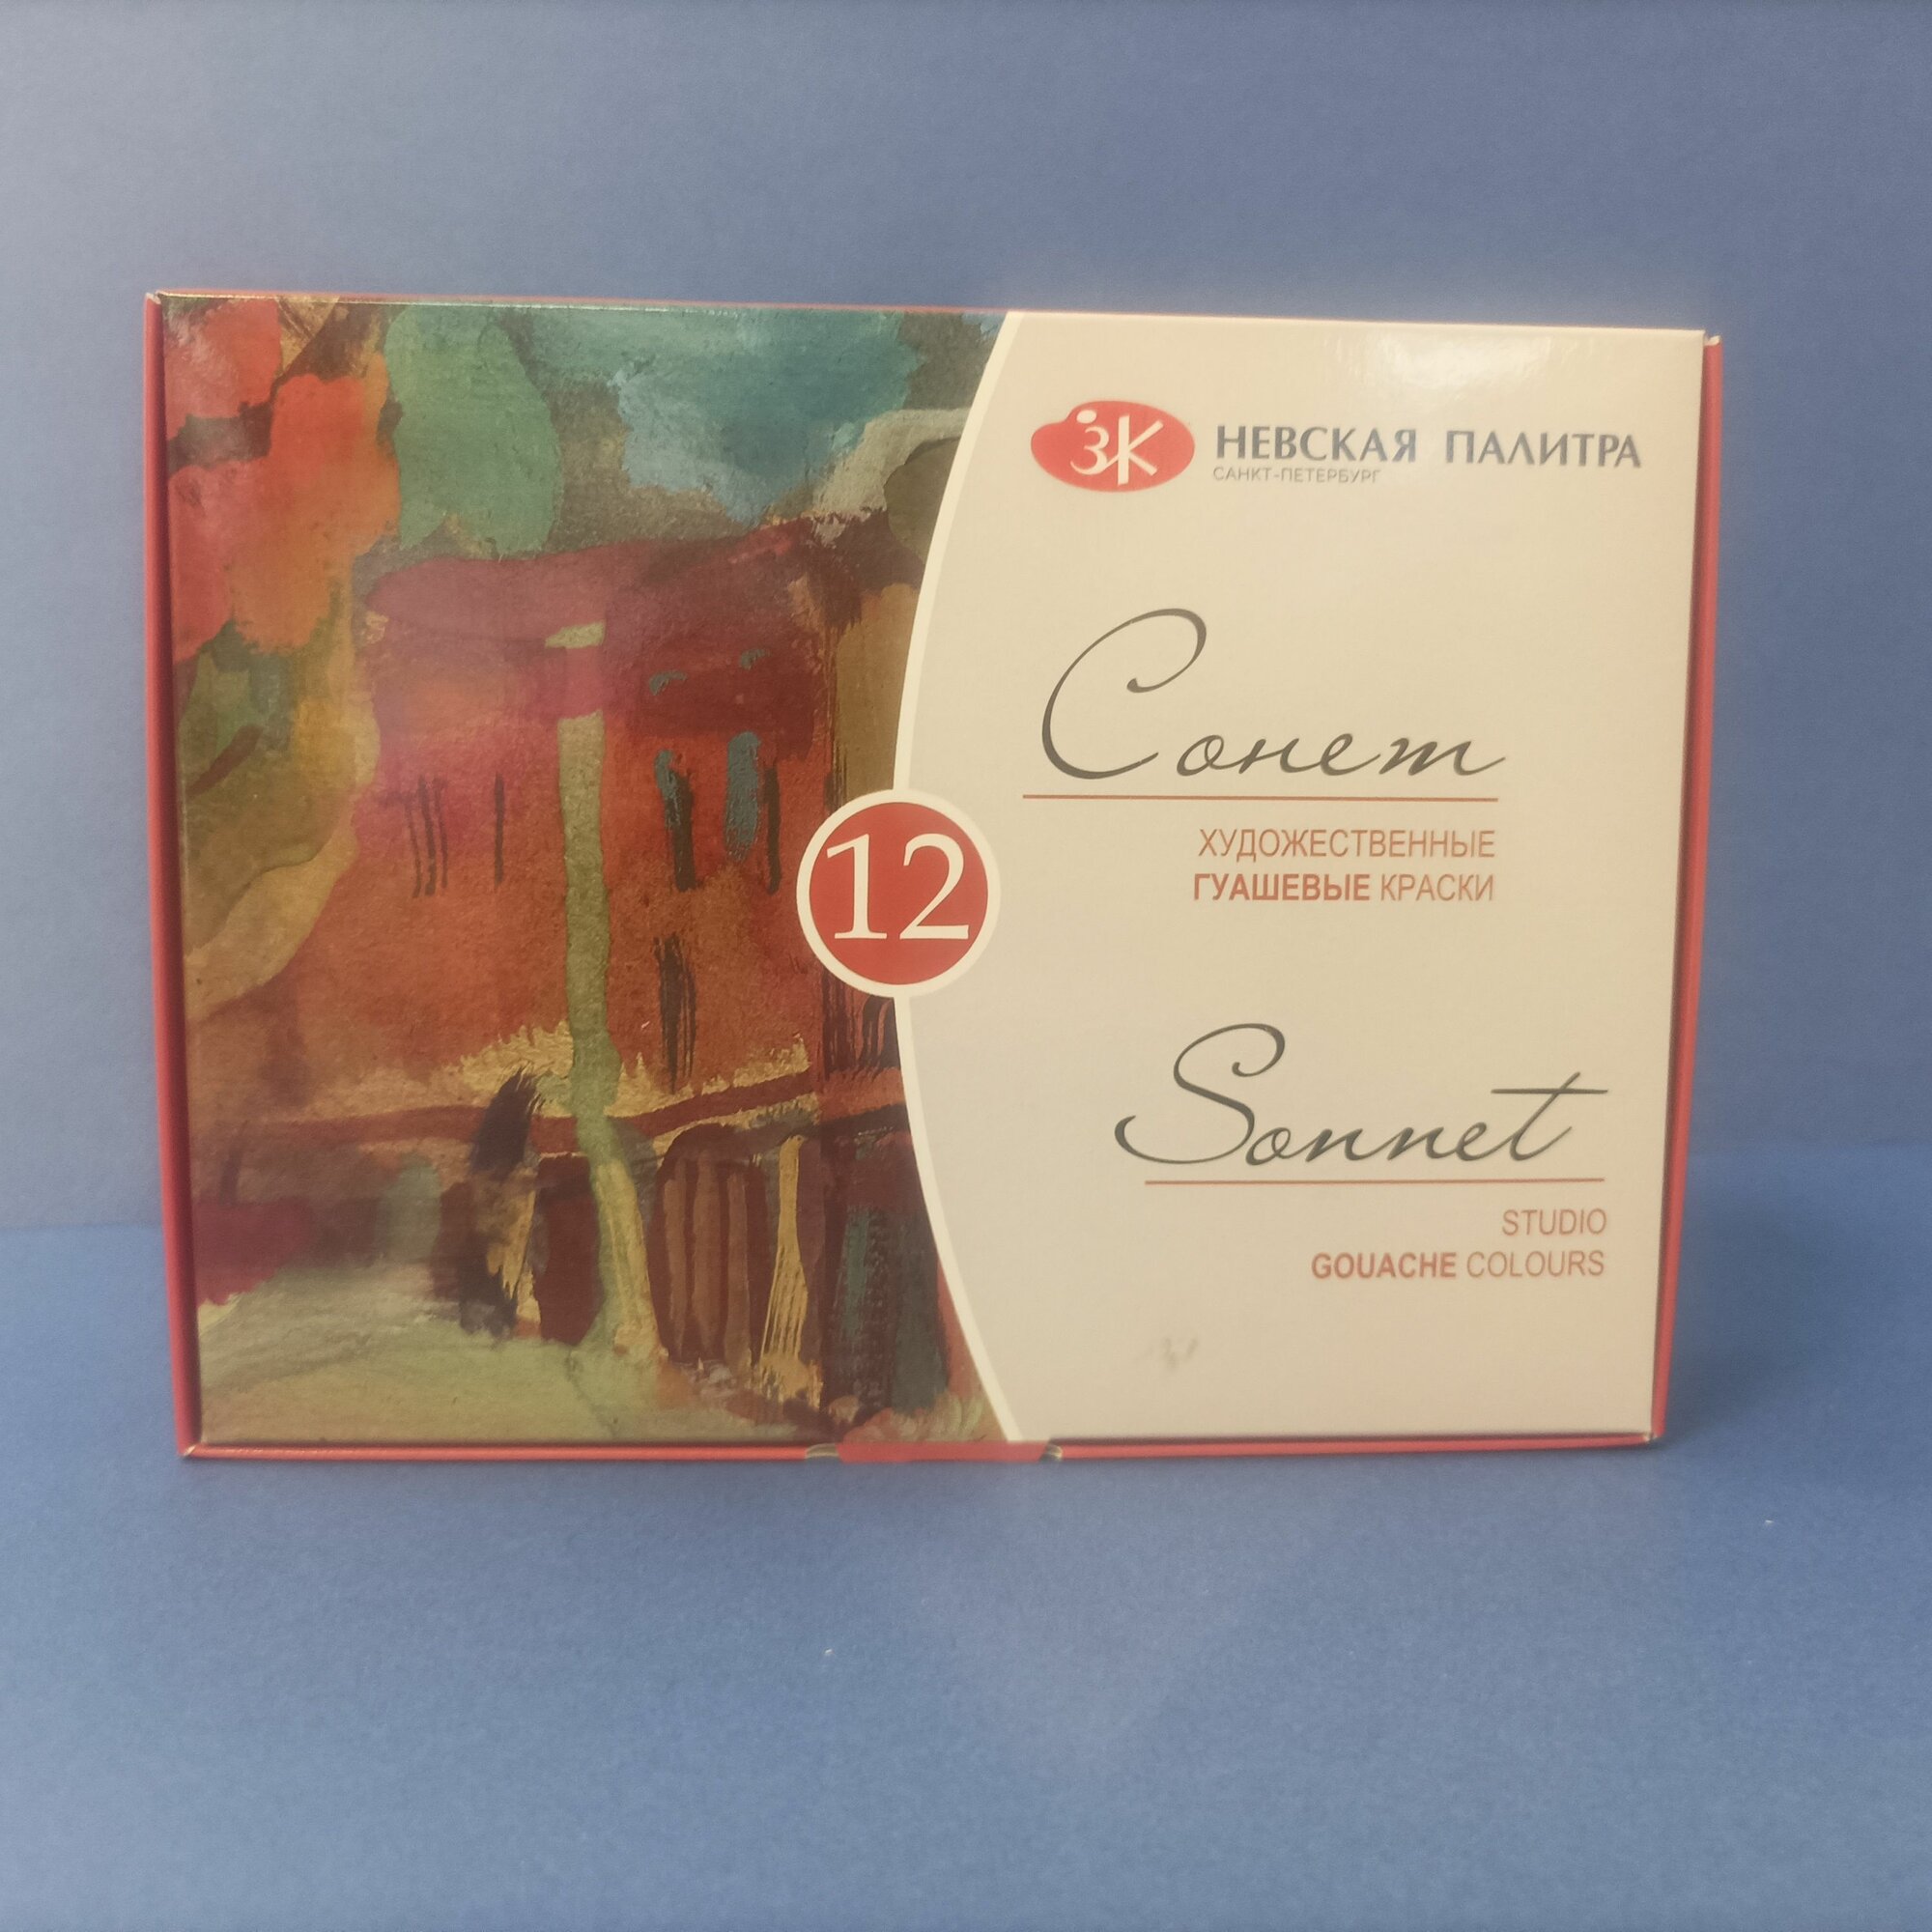 ЗК НЕВСКАЯ ПАЛИТРА
САНКТ-ПЕТЕРБУРГ
Сонет
ХУДОЖЕСТВЕННЫЕ
ГУАШЕВЫЕ КРАСКИ
12
Sonnet
STUDIO
GOUACHE COLOURS